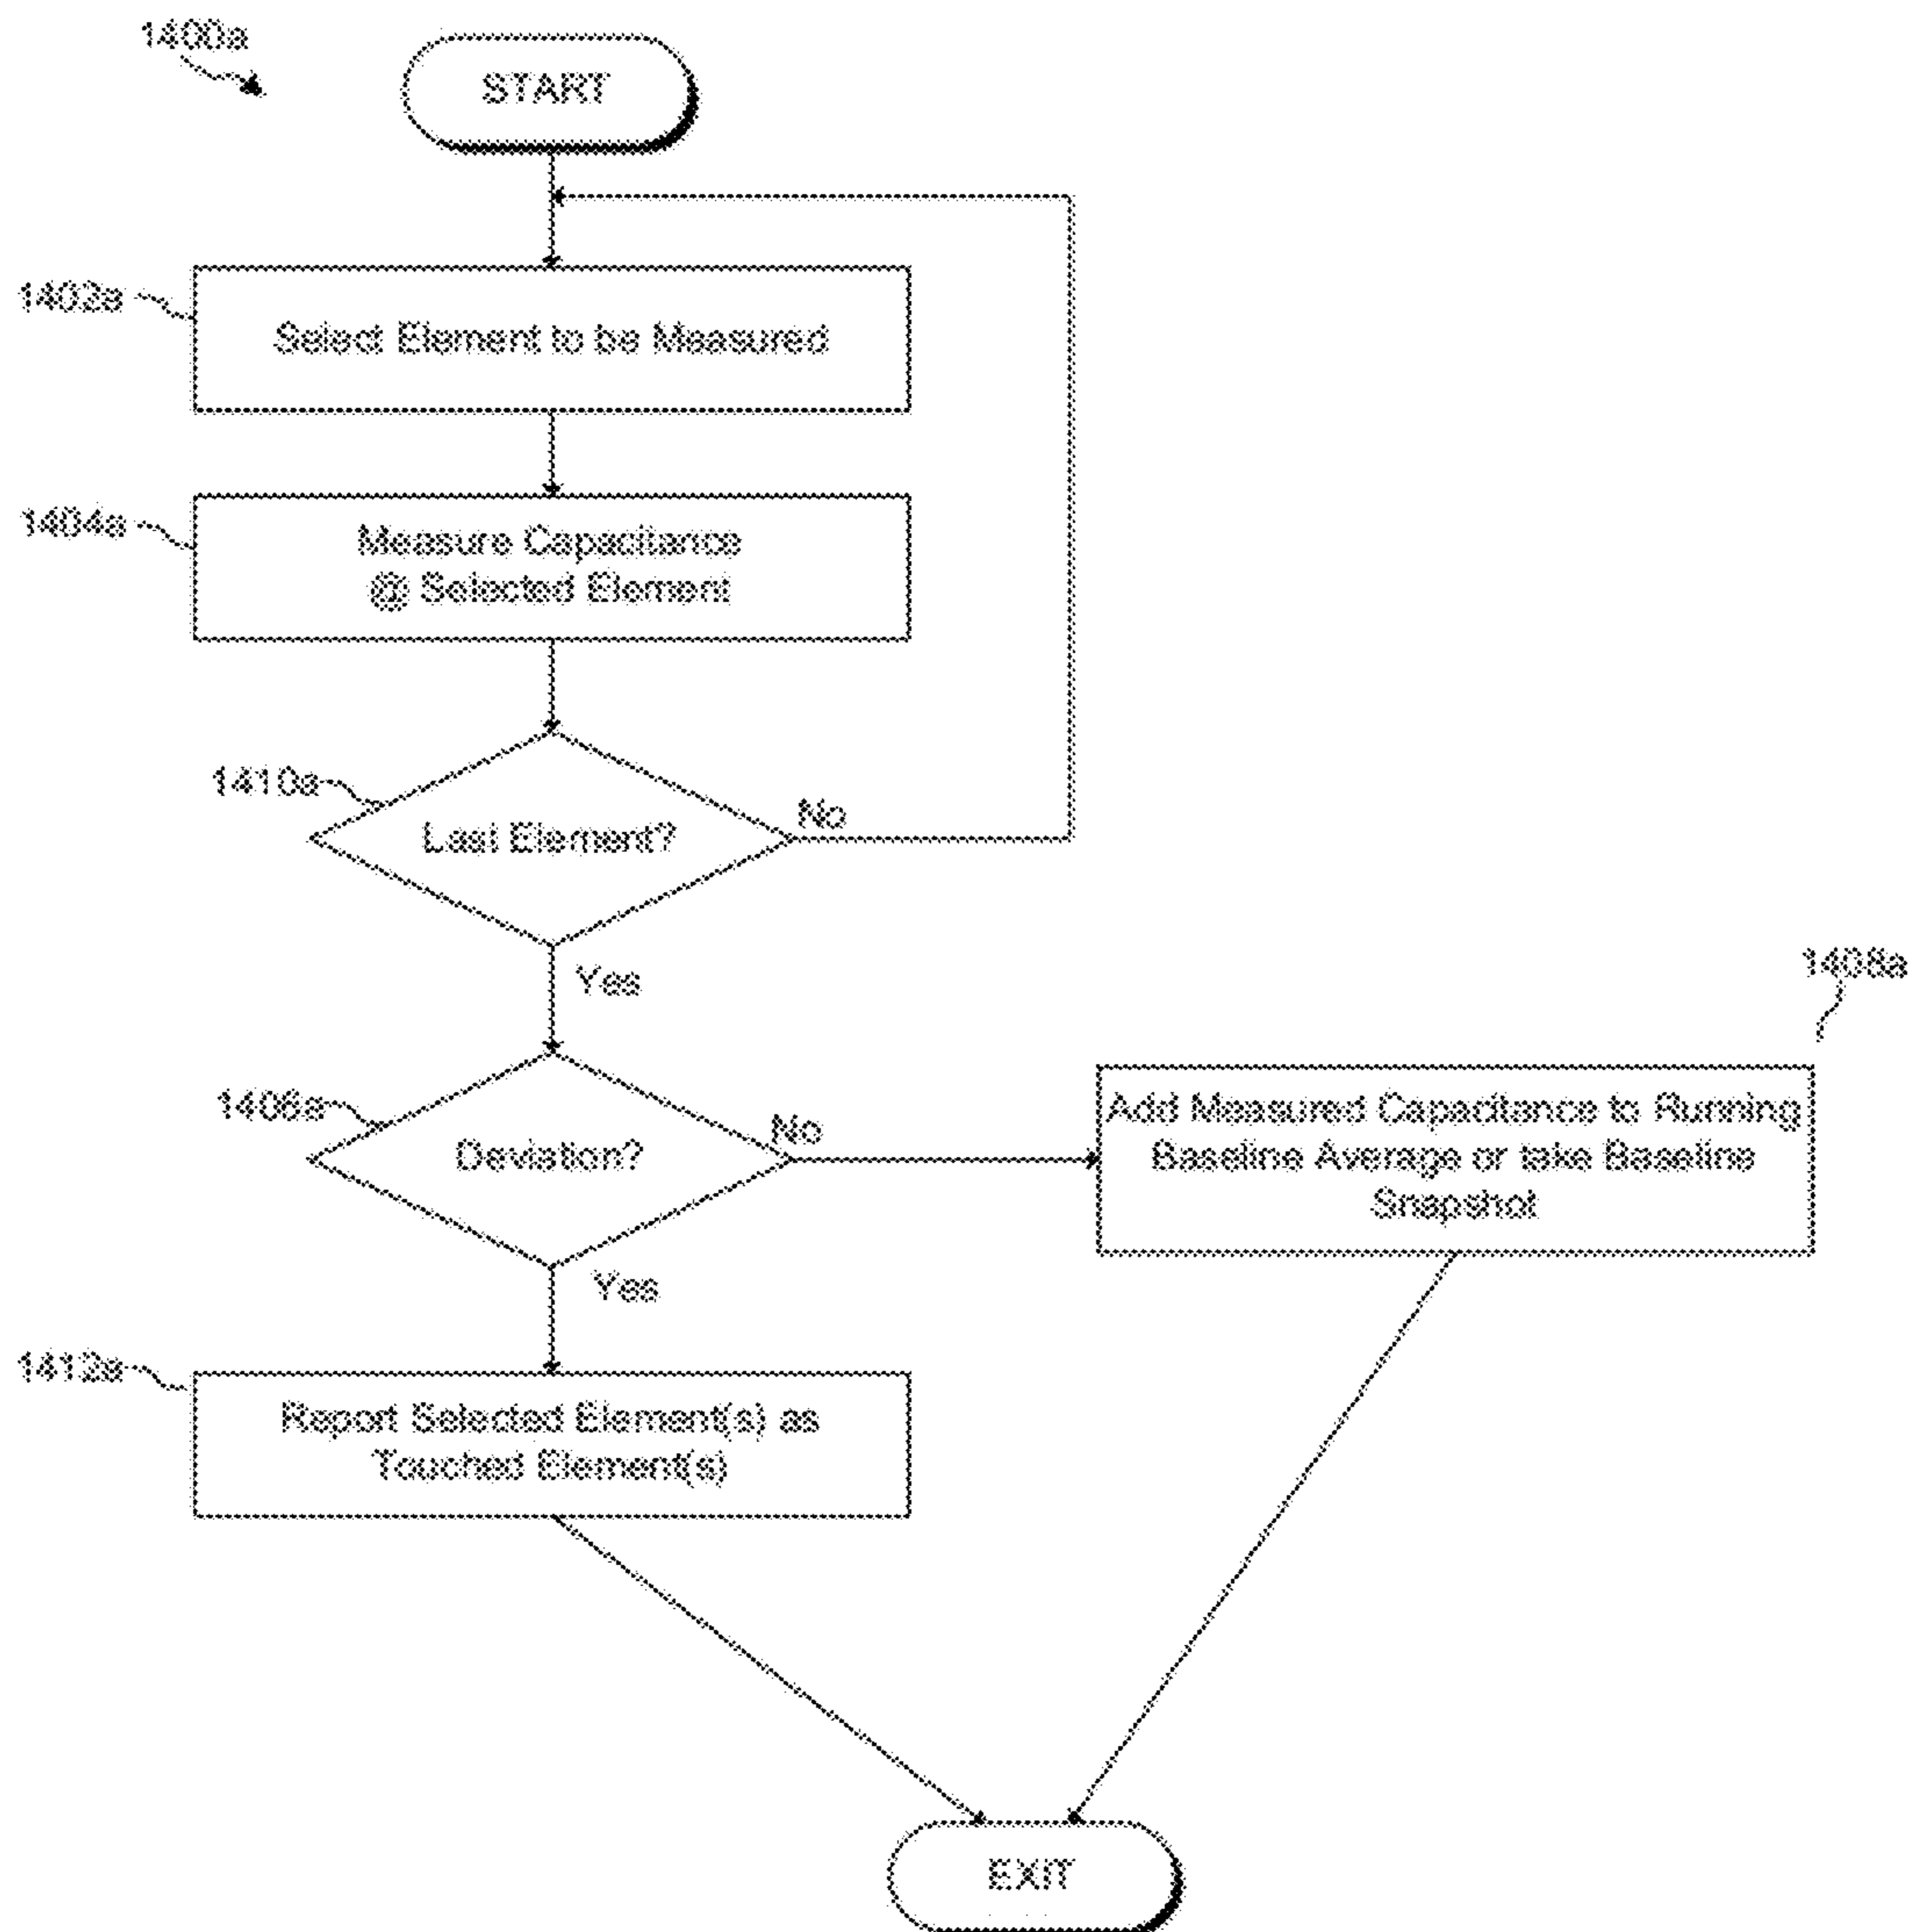 1400a
START
1402a
Select Element to be Measured
1404a
Measure Capacitance
@ Selected Element
1410a
Last Element?
No
Yes
1408a
1406a
Deviation?
No
Add Measured Capacitance to Running
Baseline Average or take Baseline
Snapshot
Yes
1412a
Report Selected Element(s) as
Touched Element(s)
EXIT